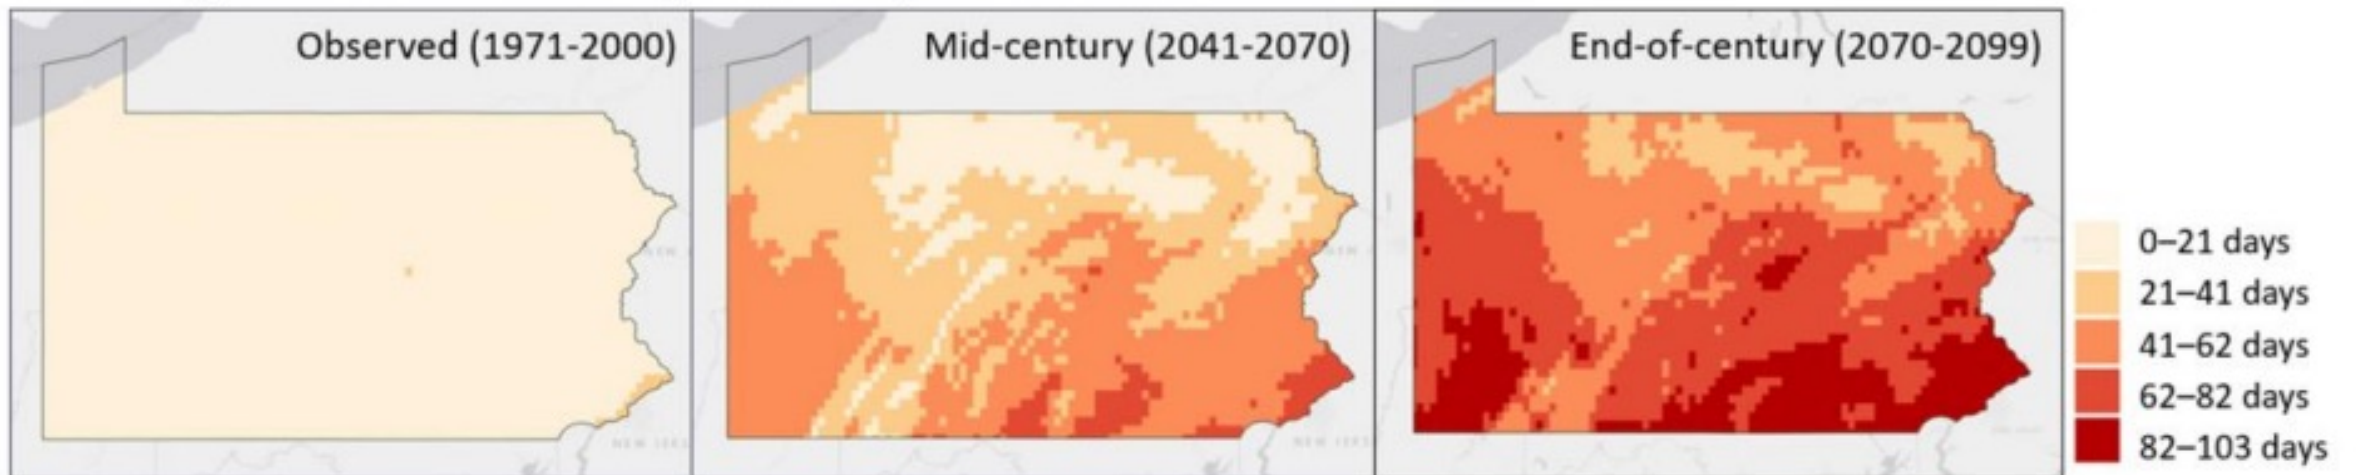 Observed (1971-2000)
Mid-century (2041-2070)
End-of-century (2070-2099)
0–21 days
21–41 days
41–62 days
62–82 days
82–103 days